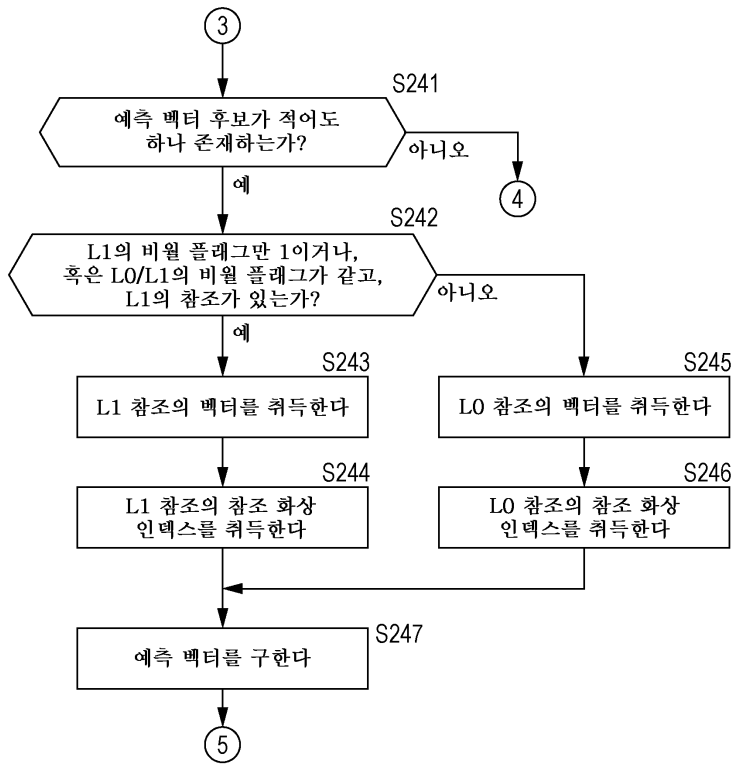 3
S241
예측 벡터 후보가 적어도
하나 존재하는가?
아니오
예
4
S242
L1의 비월 플래그만 1이거나,
혹은 L0/L1의 비월 플래그가 같고,
L1의 참조가 있는가?
아니오
예
S243
L1 참조의 벡터를 취득한다
S245
L0 참조의 벡터를 취득한다
S244
L1 참조의 참조 화상
인덱스를 취득한다
S246
L0 참조의 참조 화상
인덱스를 취득한다
S247
예측 벡터를 구한다
5